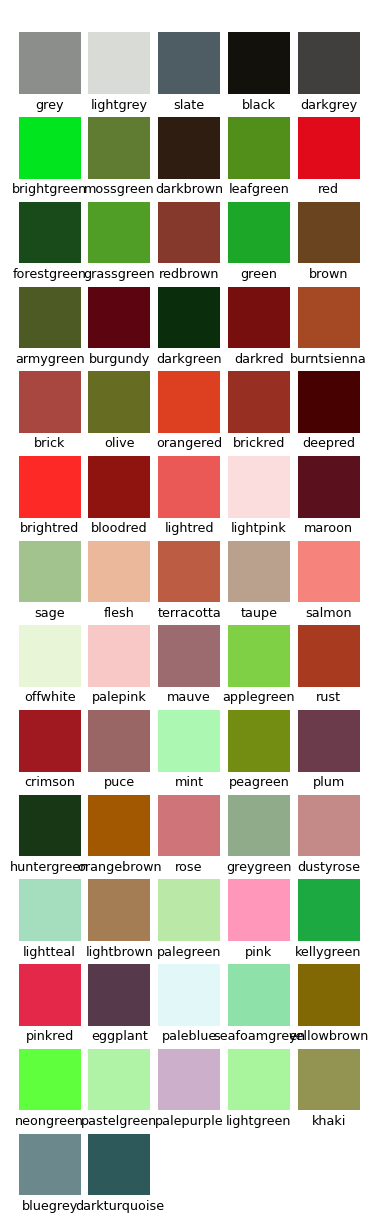 grey lightgrey slate black darkgrey
brightgreen mossgreen darkbrown leafgreen red
forestgreen grassgreen redbrown green brown
armygreen burgundy darkgreen darkred burntsienna
brick olive orangered brickred deepred
brightred bloodred lightred lightpink maroon
sage flesh terracotta taupe salmon
offwhite palepink mauve applegreen rust
crimson puce mint peagreen plum
huntergreen orangebrown rose greygreen dustyrose
lightteal lightbrown palegreen pink kellygreen
pinkred eggplant paleblue seafoamgreen yellowbrown
neongreen pastelgreen palepurple lightgreen khaki
bluegrey darkturquoise